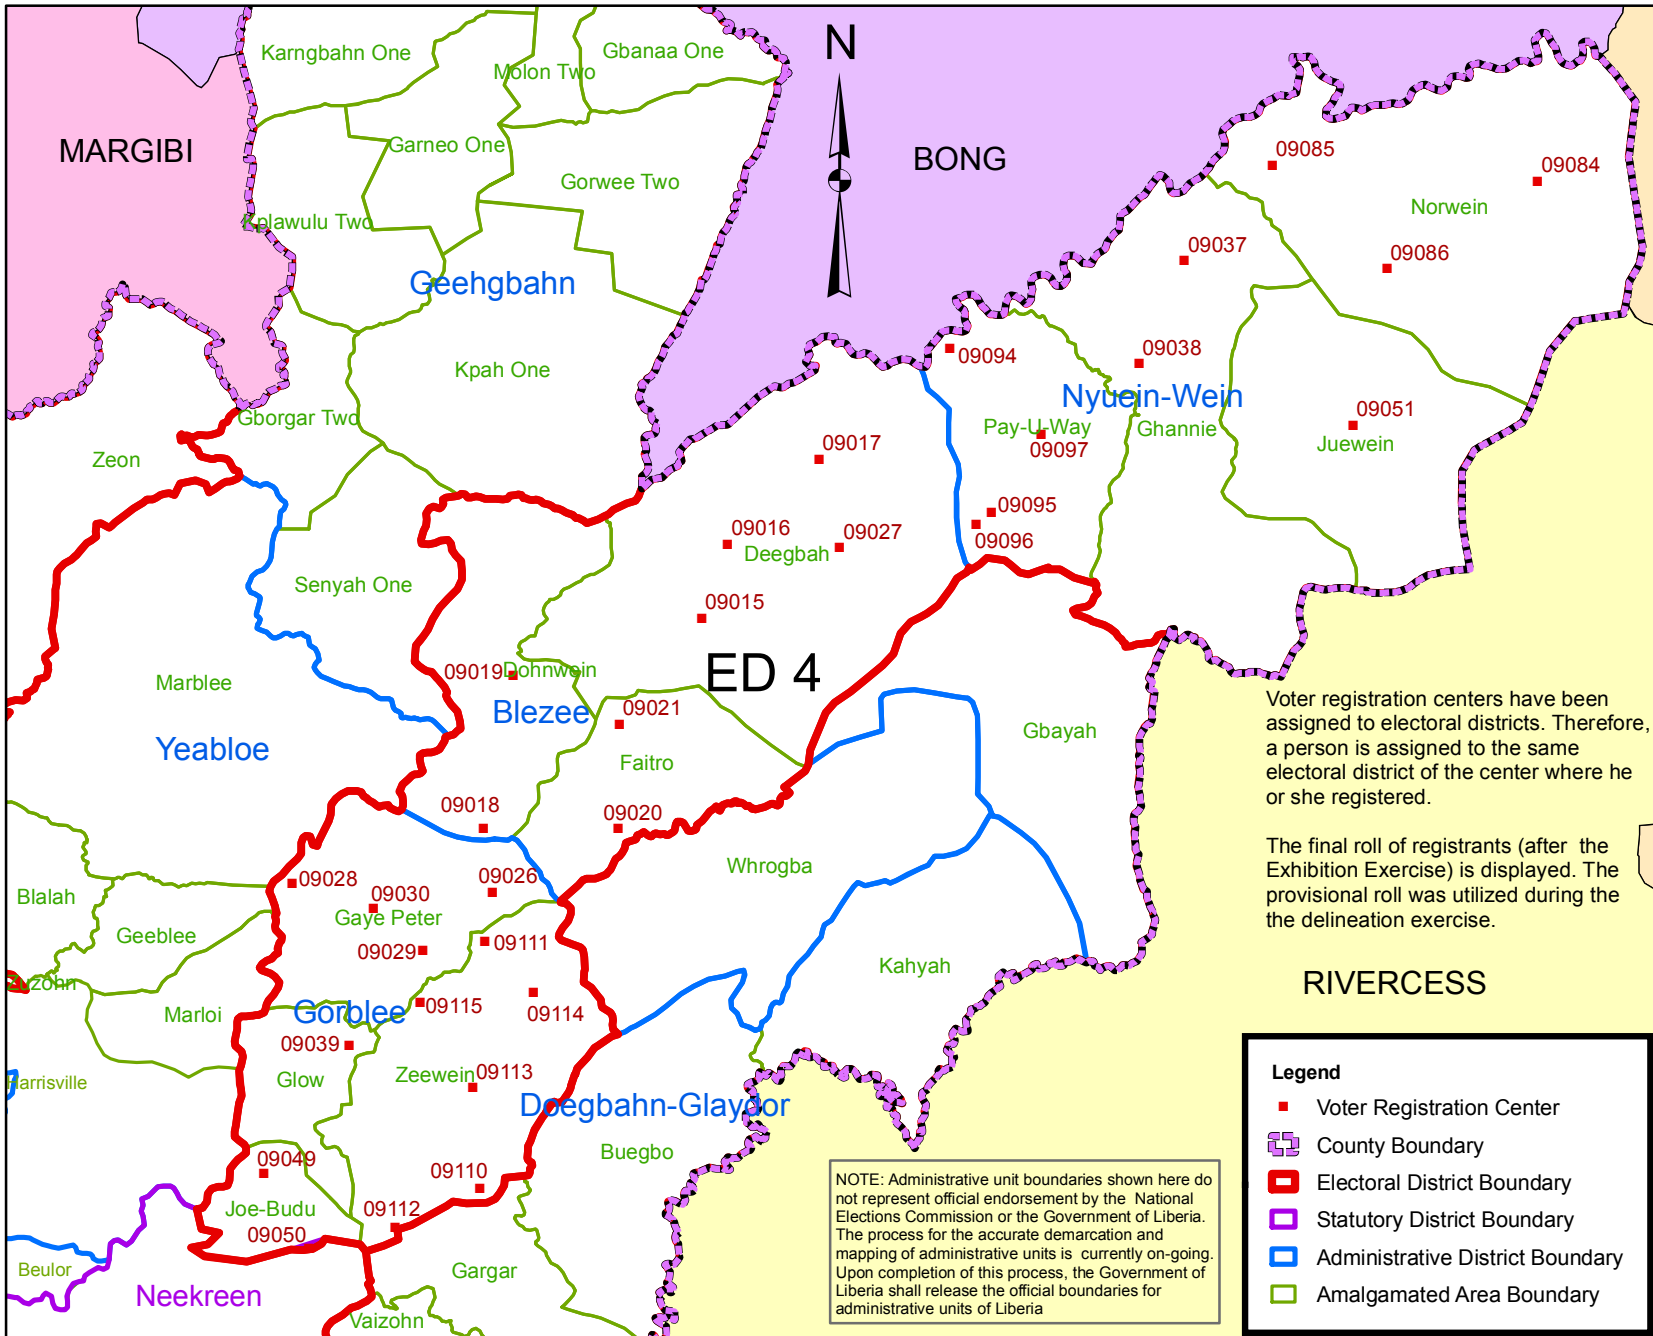 Karngbahn One
Molon Two
Gbanaa One
N
MARGIBI
Garneo One
BONG
09085
09084
Gorwee Two
Norwein
Kplawulu Two
09037
09086
Geehgbahn
09094
09038
Kpah One
Nyuein-Wein
Gborgar Two
Pay-U-Way
Ghannie
09051
Juewein
Zeon
09017
09097
09095
09016
09027
09096
Deegbah
Senyah One
09015
09019
Dohnwein
ED 4
Marblee
Blezee
09021
Gbayah
Yeabloe
Faitro
Voter registration centers have been
assigned to electoral districts. Therefore,
a person is assigned to the same
electoral district of the center where he
or she registered.
The final roll of registrants (after the
Exhibition Exercise) is displayed. The
provisional roll was utilized during the
the delineation exercise.
09018
09020
Whrogba
09028
09030
09026
Blalah
Gaye Peter
Geeblee
09111
09029
Kahyah
Zuzohn
RIVERCESS
Marloi
Gorblee
09115
09114
09039
Harrisville
Glow
Zeewein
09113
Doegbahn-Glaydor
Buegbo
09049
09110
Joe-Budu
09112
09050
Beulor
Neekreen
Gargar
Vaizohn
NOTE: Administrative unit boundaries shown here do
not represent official endorsement by the National
Elections Commission or the Government of Liberia.
The process for the accurate demarcation and
mapping of administrative units is currently on-going.
Upon completion of this process, the Government of
Liberia shall release the official boundaries for
administrative units of Liberia
Legend
Voter Registration Center
County Boundary
Electoral District Boundary
Statutory District Boundary
Administrative District Boundary
Amalgamated Area Boundary